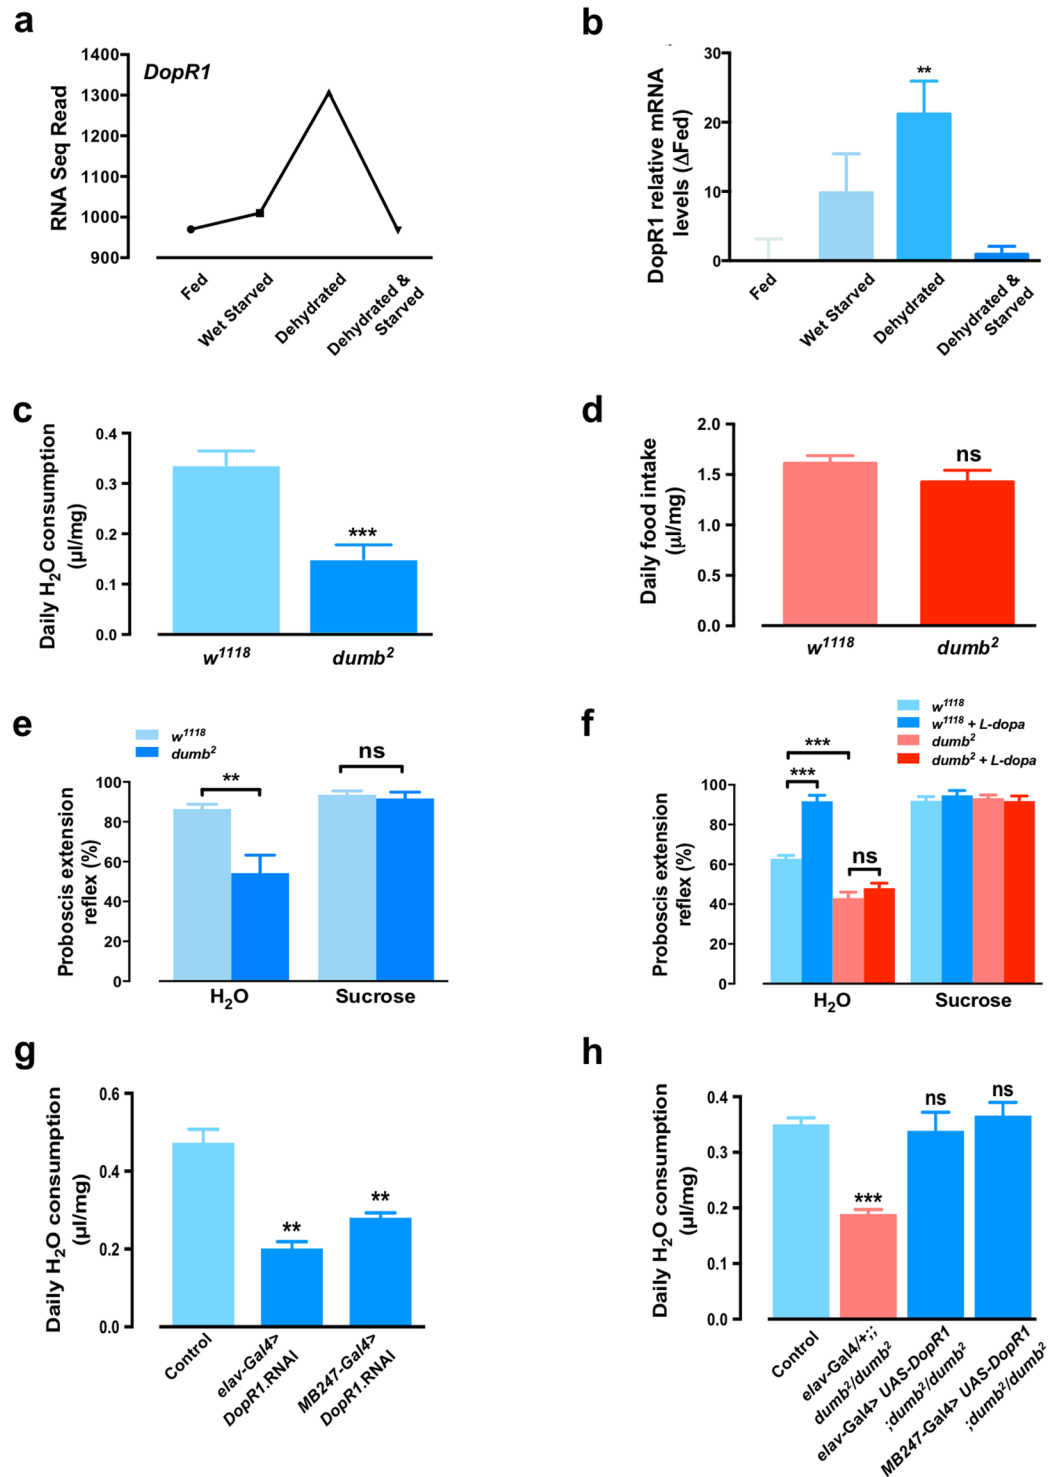 a
DopR1
RNA Seq Read
1400
1300
1200
1100
1000
900
Fed
Wet Starved
Dehydrated
Dehydrated &
Starved
b
DopR1 relative mRNA
levels (ΔFed)
30
20
10
0
**
Fed
Wet Starved
Dehydrated
Dehydrated &
Starved
c
Daily H₂O consumption
(µl/mg)
0.4
0.3
0.2
0.1
0.0
***
w¹¹¹⁸
dumb²
d
Daily food intake
(µl/mg)
2.0
1.5
1.0
0.5
0.0
ns
w¹¹¹⁸
dumb²
e
w¹¹¹⁸
dumb²
Proboscis extension
reflex (%)
100
80
60
40
20
0
**
ns
H₂O
Sucrose
f
w¹¹¹⁸
w¹¹¹⁸ + L-dopa
dumb²
dumb² + L-dopa
Proboscis extension
reflex (%)
100
80
60
40
20
0
***
***
ns
H₂O
Sucrose
g
Daily H₂O consumption
(µl/mg)
0.6
0.4
0.2
0.0
**
**
Control
elav-Gal4>
DopR1.RNAI
MB247-Gal4>
DopR1.RNAI
h
Daily H₂O consumption
(µl/mg)
0.4
0.3
0.2
0.1
0.0
***
ns
ns
Control
elav-Gal4/+;;
dumb²/dumb²
elav-Gal4> UAS-DopR1
;dumb²/dumb²
MB247-Gal4> UAS-DopR1
;dumb²/dumb²